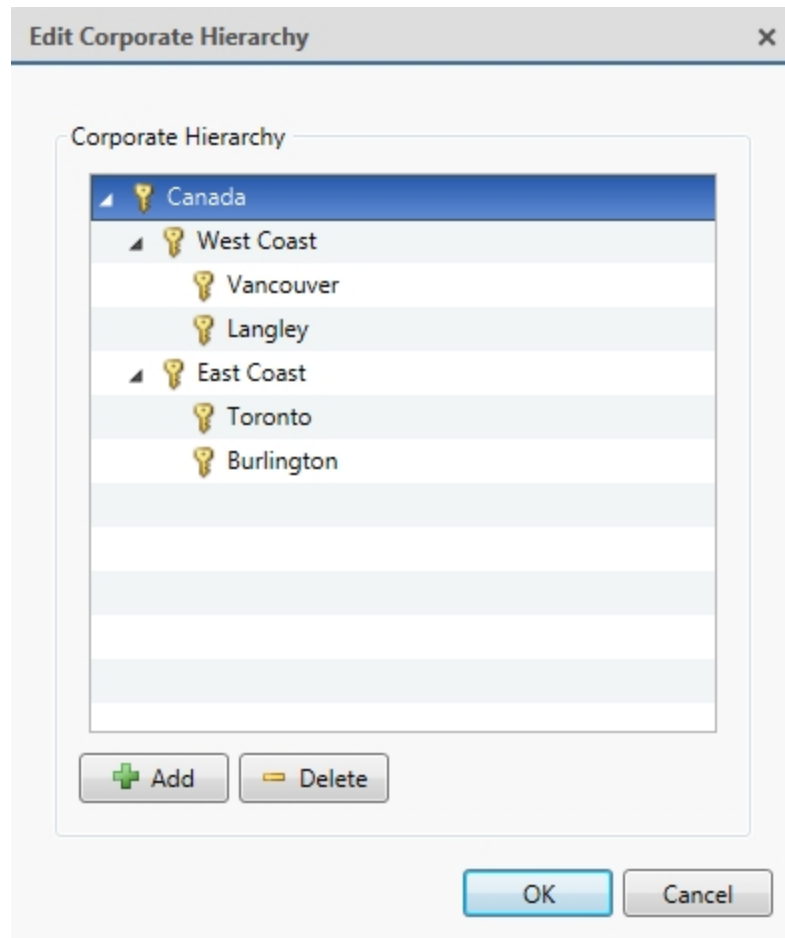 Edit Corporate Hierarchy
Corporate Hierarchy
Canada
West Coast
Vancouver
Langley
East Coast
Toronto
Burlington
Add Delete
OK Cancel